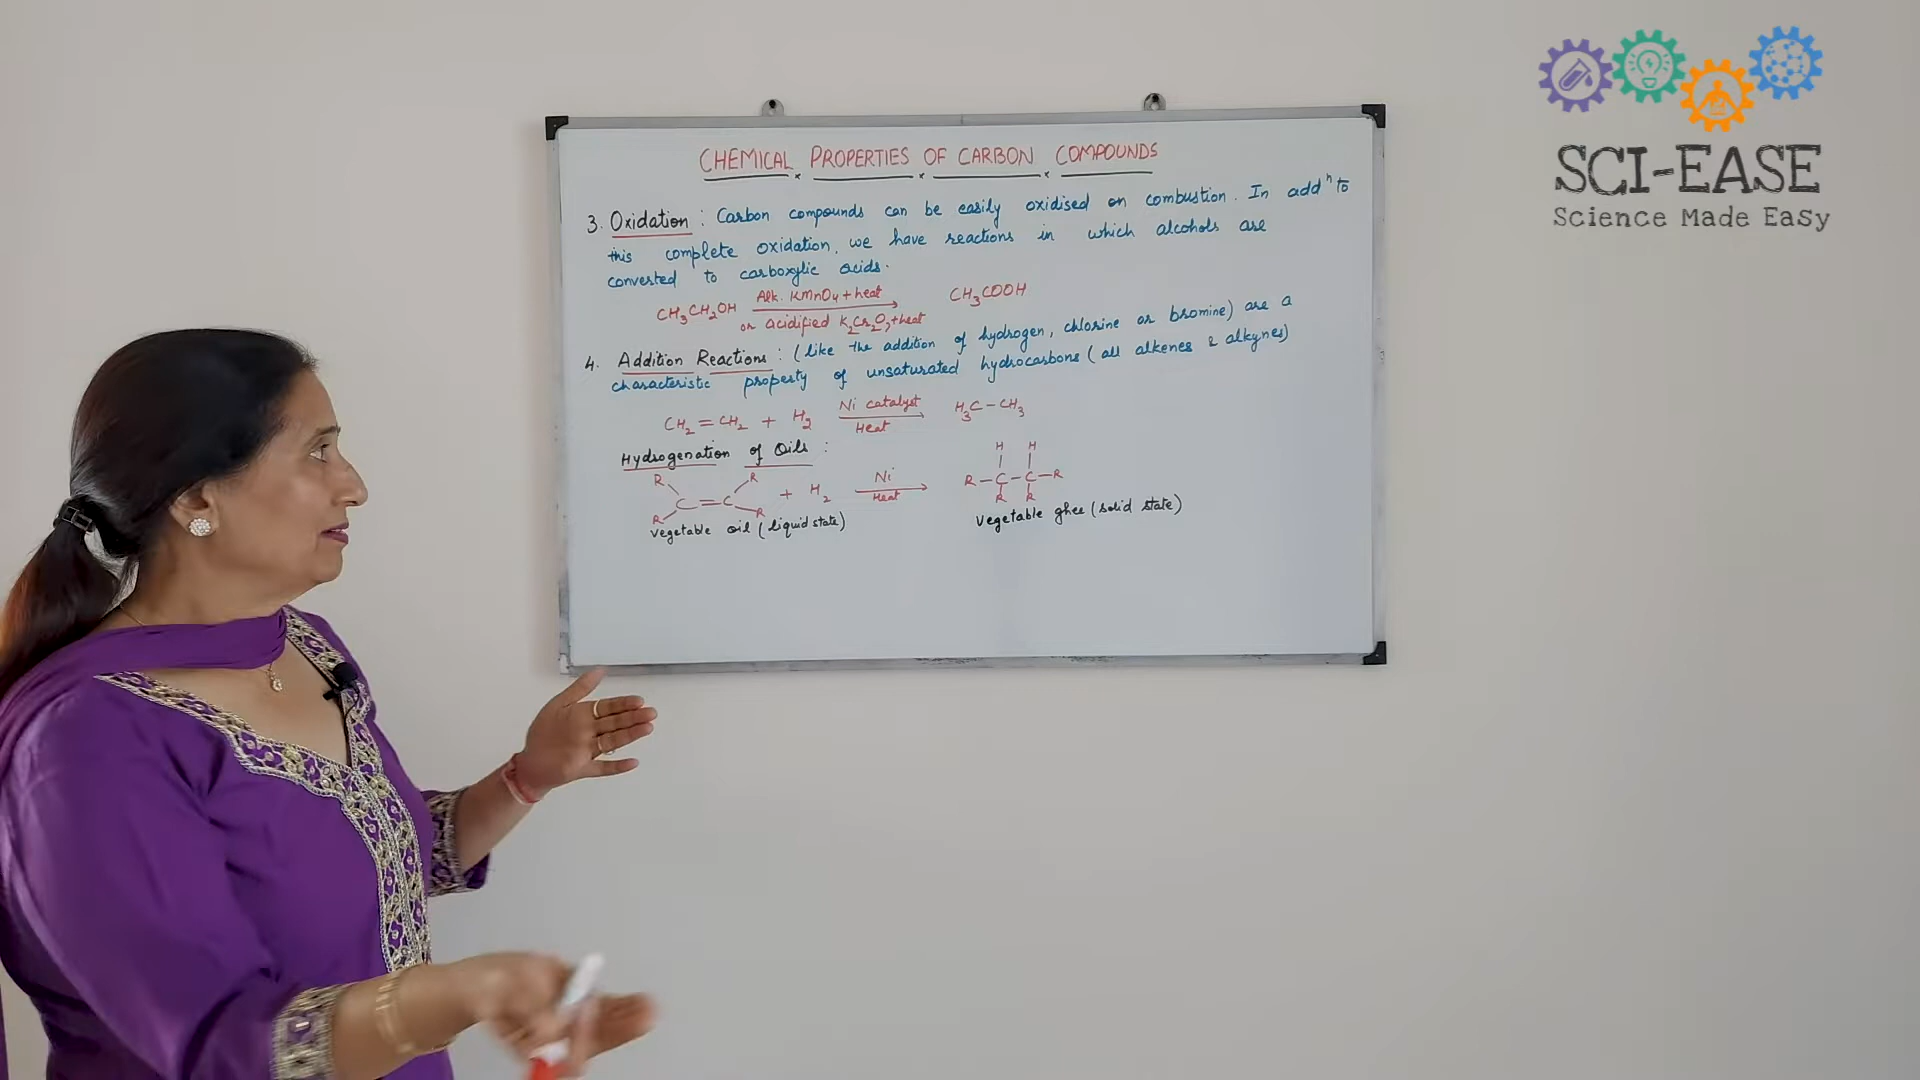 SCI-EASE
Science Made Easy
CHEMICAL PROPERTIES OF CARBON COMPOUNDS
3. Oxidation : Carbon compounds can be easily oxidised on combustion. In addⁿ to
this complete oxidation, we have reactions in which alcohols are
converted to carboxylic acids.
CH₃CH₂OH Alk. KMnO₄ + heat CH₃COOH
or acidified K₂Cr₂O₇ + heat
4. Addition Reactions : (like the addition of hydrogen, chlorine or bromine) are a
characteristic property of unsaturated hydrocarbons (all alkenes & alkynes)
CH₂ = CH₂ + H₂ Ni catalyst H₃C - CH₃
Heat
Hydrogenation of Oils :
R R H H
C = C + H₂ Ni R - C - C - R
Heat
R R R R
vegetable oil (liquid state) vegetable ghee (solid state)